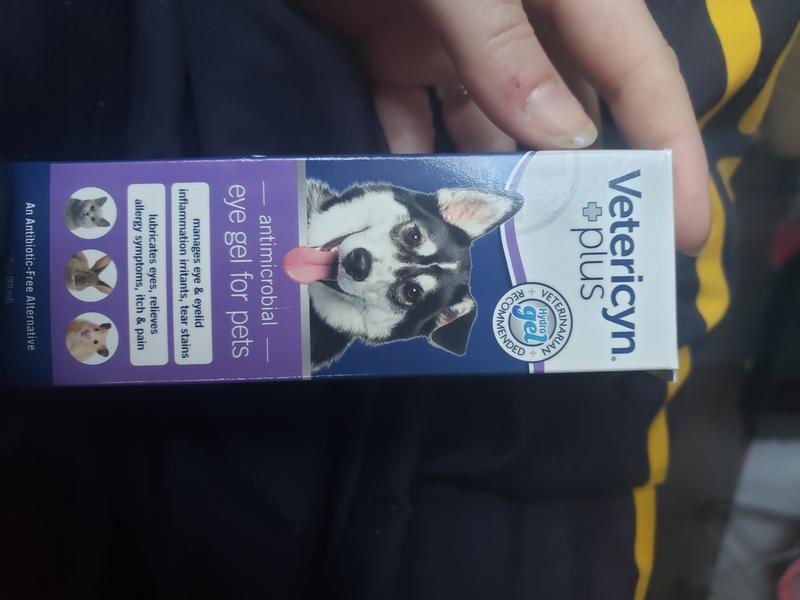 Vetericyn.
+plus
VETERINARIAN
Hydro
gel
RECOMMENDED
antimicrobial
eye gel for pets
manages eye & eyelid
inflammation irritants, tear stains
lubricates eyes, relieves
allergy symptoms, itch & pain
An Antibiotic-Free Alternative